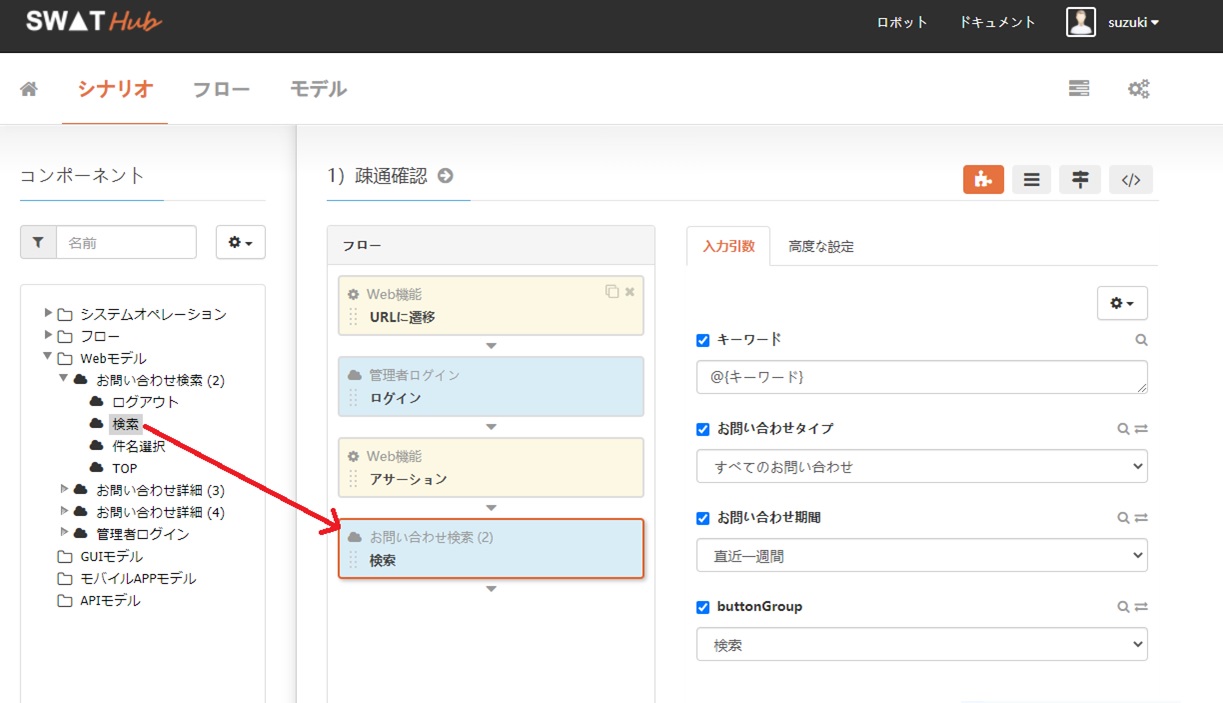 SWAT Hub
ロボット
ドキュメント
suzuki
シナリオ
フロー
モデル
コンポーネント
名前
システムオペレーション
フロー
Webモデル
お問い合わせ検索 (2)
ログアウト
検索
件名選択
TOP
お問い合わせ詳細 (3)
お問い合わせ詳細 (4)
管理者ログイン
GUIモデル
モバイルAPPモデル
APIモデル
1）疎通確認
フロー
Web機能
URLに遷移
管理者ログイン
ログイン
Web機能
アサーション
お問い合わせ検索 (2)
検索
入力引数
高度な設定
キーワード
@{キーワード}
お問い合わせタイプ
すべてのお問い合わせ
お問い合わせ期間
直近一週間
buttonGroup
検索